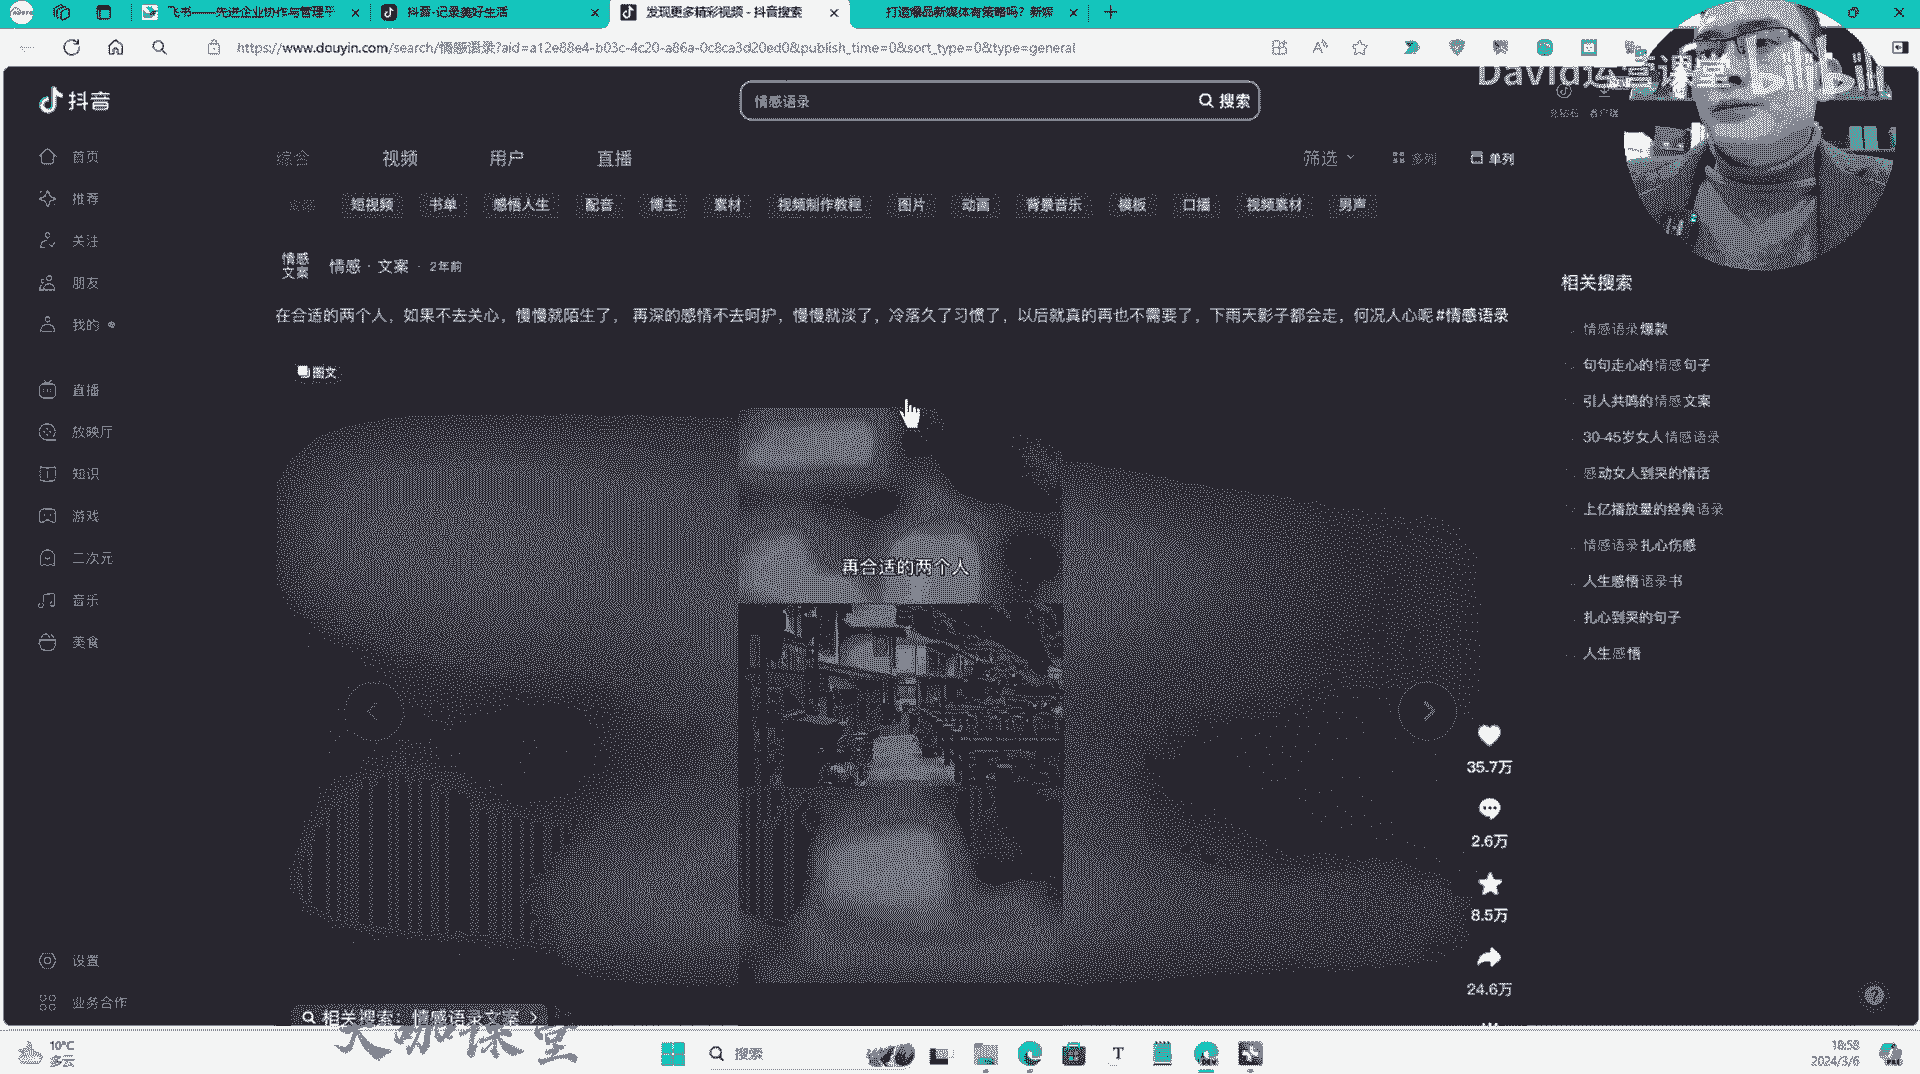 飞书——先进企业协作与管理平
抖音-记录美好生活
发现更多精彩视频 - 抖音搜索
打造爆品新媒体有策略吗？新媒
https://www.douyin.com/search/情感语录?aid=a12e88e4-b03c-4c20-a86a-0c8ca3d20ed0&publish_time=0&sort_type=0&type=general
David运营课堂
bilibili
抖音
情感语录
搜索
客户端
首页
推荐
关注
朋友
我的
直播
放映厅
知识
游戏
二次元
音乐
美食
设置
业务合作
综合 视频 用户 直播
筛选 多列 单列
短视频 书单 感悟人生 配音 博主 素材 视频制作教程 图片 动画 背景音乐 模板 口播 视频素材 男声
情感
文案
情感·文案 · 2年前
在合适的两个人，如果不去关心，慢慢就陌生了， 再深的感情不去呵护，慢慢就淡了，冷落久了习惯了，以后就真的再也不需要了，下雨天影子都会走，何况人心呢#情感语录
图文
再合适的两个人
35.7万
2.6万
8.5万
24.6万
相关搜索：情感语录文案
相关搜索
情感语录爆款
句句走心的情感句子
引人共鸣的情感文案
30-45岁女人情感语录
感动女人到哭的情话
上亿播放量的经典语录
情感语录扎心伤感
人生感悟语录书
扎心到哭的句子
人生感悟
大咖课堂
10°C
多云
搜索
18:58
2024/3/6